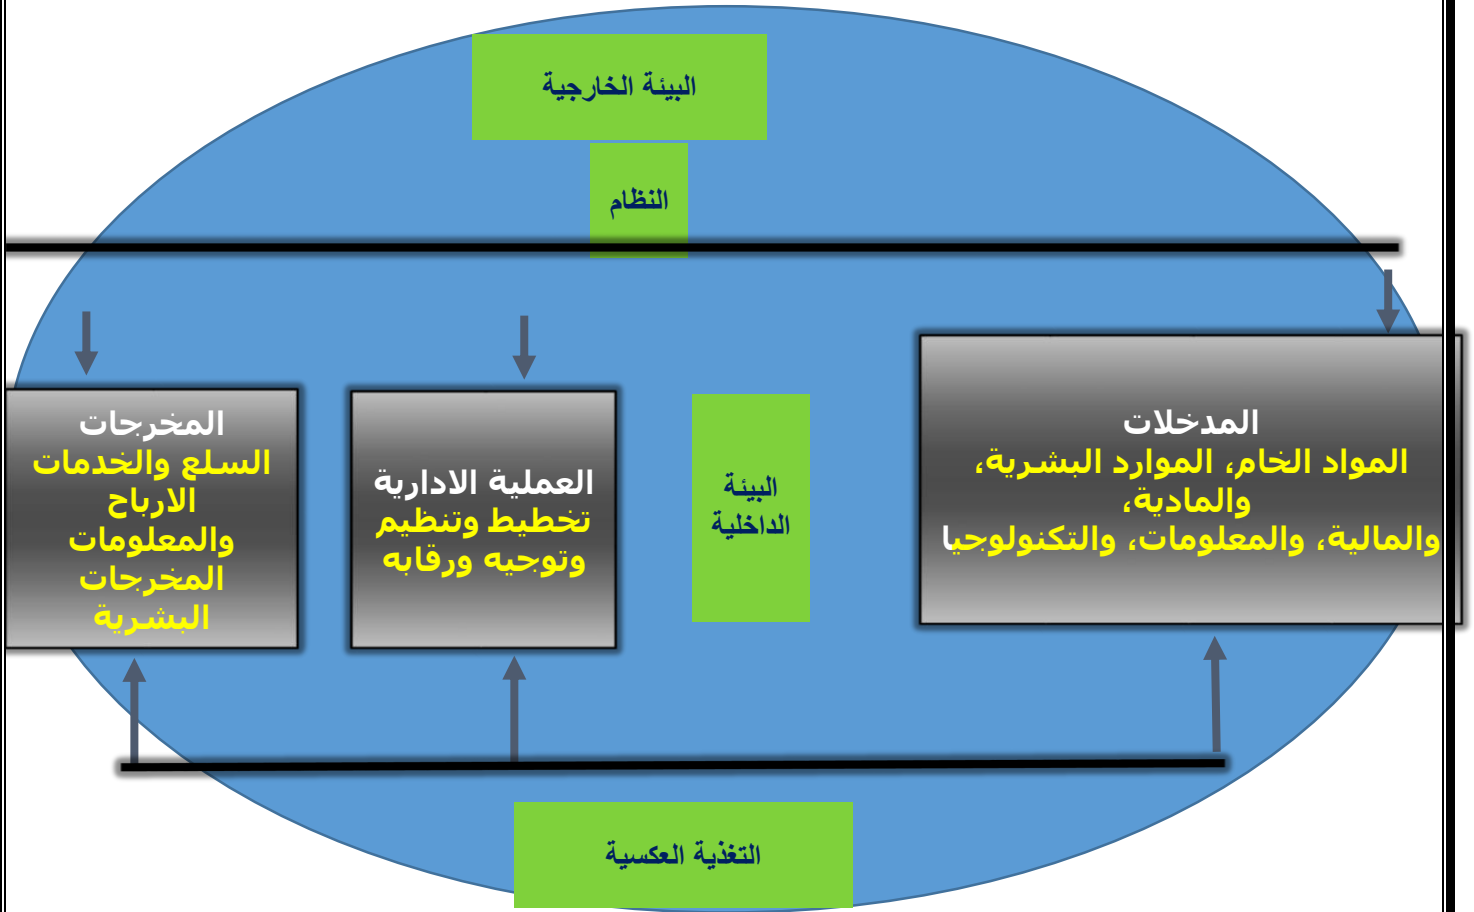 البيئة الخارجية
النظام
المدخلات
المواد الخام، الموارد البشرية،
والمادية،
والمالية، والمعلومات، والتكنولوجيا
البيئة
الداخلية
العملية الادارية
تخطيط وتنظيم
وتوجيه ورقابه
المخرجات
السلع والخدمات
الارباح
والمعلومات
المخرجات
البشرية
التغذية العكسية